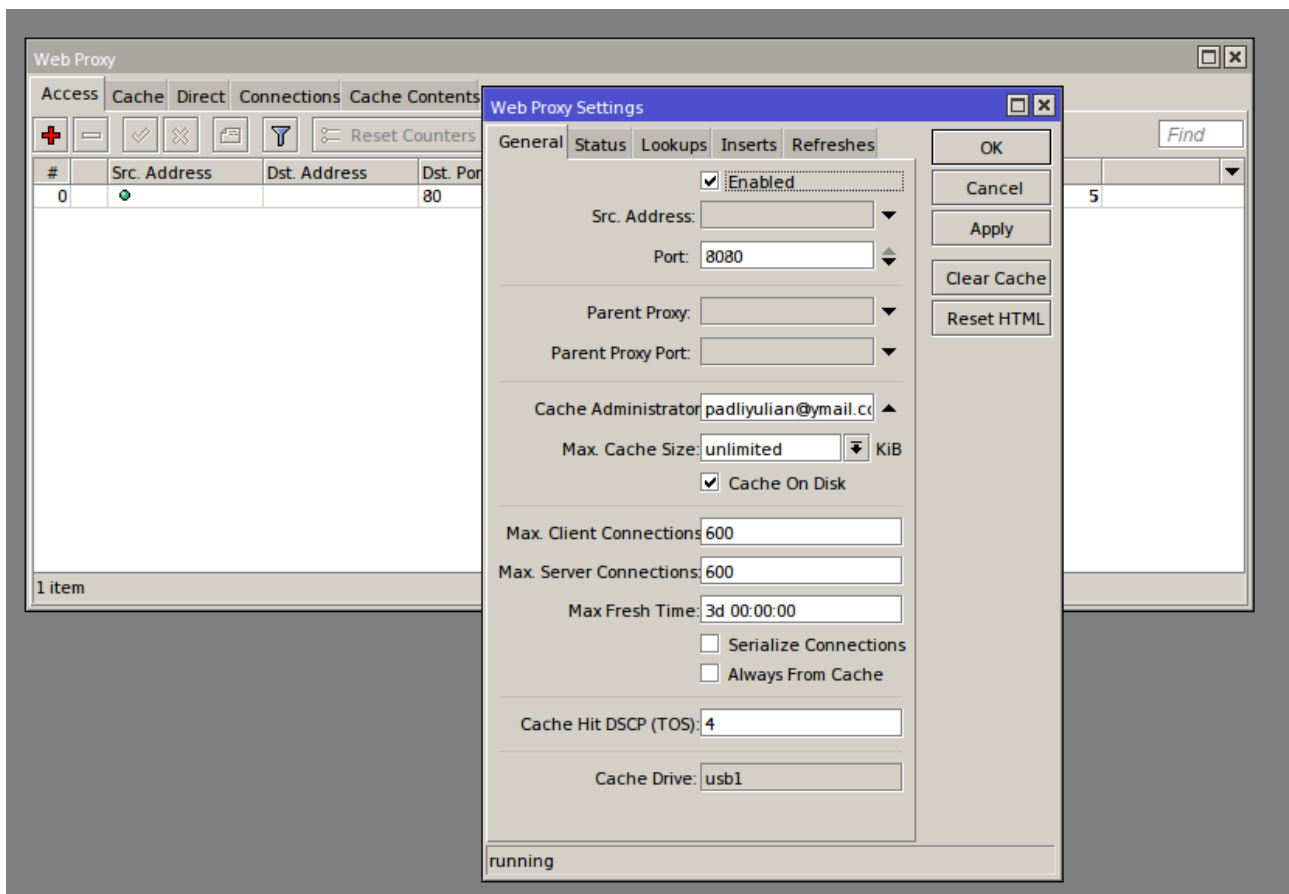 Web Proxy
Access Cache Direct Connections Cache Contents
Reset Counters
Find
# Src. Address Dst. Address Dst. Por
0 80 5
1 item
Web Proxy Settings
General Status Lookups Inserts Refreshes
Enabled
Src. Address:
Port: 8080
Parent Proxy:
Parent Proxy Port:
Cache Administrator padliyulian@ymail.c
Max. Cache Size: unlimited KiB
Cache On Disk
Max. Client Connections 600
Max. Server Connections: 600
Max Fresh Time: 3d 00:00:00
Serialize Connections
Always From Cache
Cache Hit DSCP (TOS): 4
Cache Drive: usb1
running
OK
Cancel
Apply
Clear Cache
Reset HTML